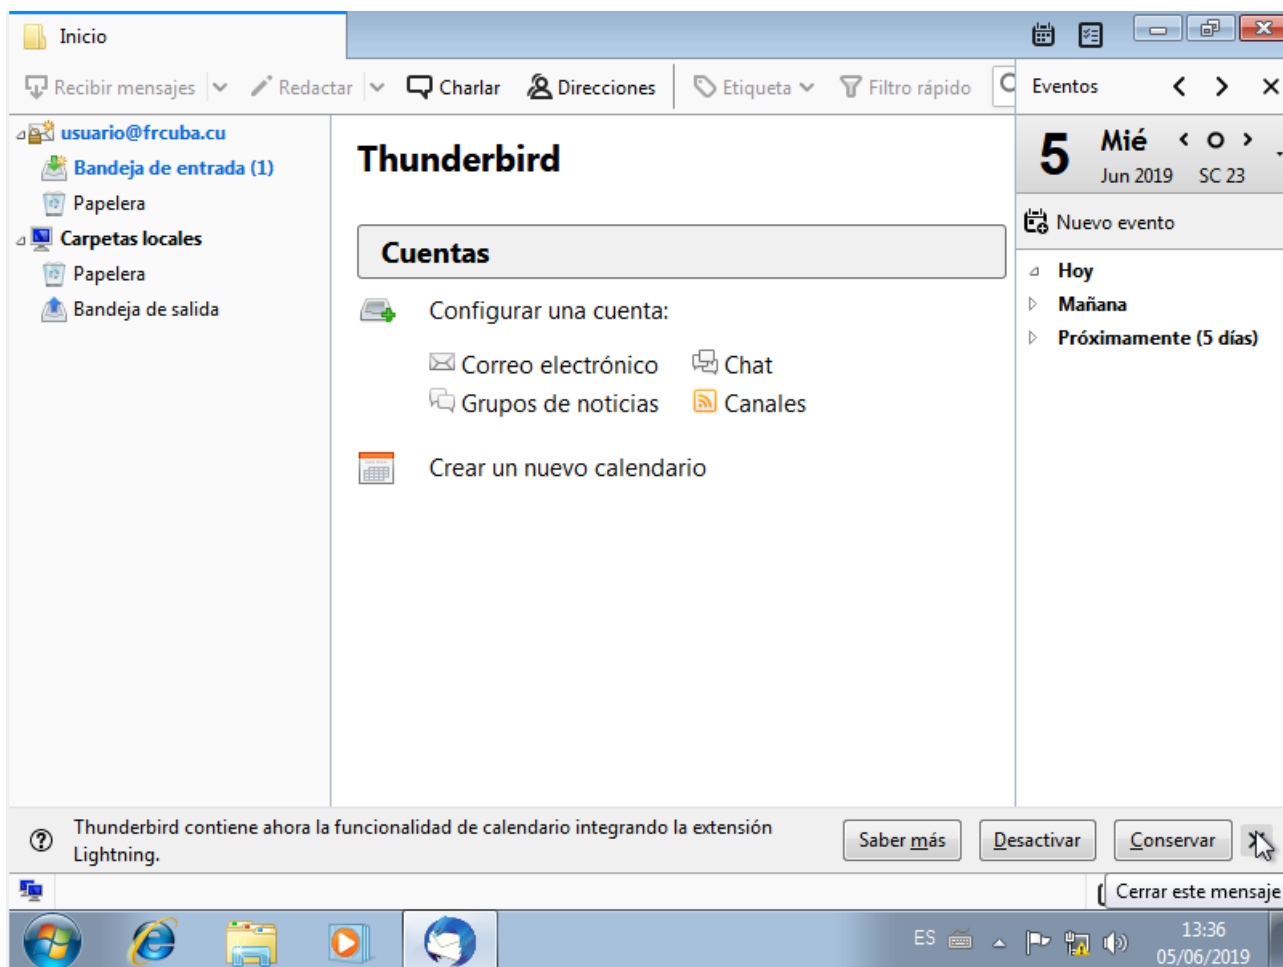 Inicio
Recibir mensajes
Redactar
Charlar
Direcciones
Etiqueta
Filtro rápido
Eventos
usuario@frcuba.cu
Bandeja de entrada (1)
Papelera
Carpetas locales
Papelera
Bandeja de salida
Thunderbird
Cuentas
Configurar una cuenta:
Correo electrónico
Chat
Grupos de noticias
Canales
Crear un nuevo calendario
5
Mié
Jun 2019
SC 23
Nuevo evento
Hoy
Mañana
Próximamente (5 días)
Thunderbird contiene ahora la funcionalidad de calendario integrando la extensión
Lightning.
Saber más
Desactivar
Conservar
Cerrar este mensaje
ES
13:36
05/06/2019